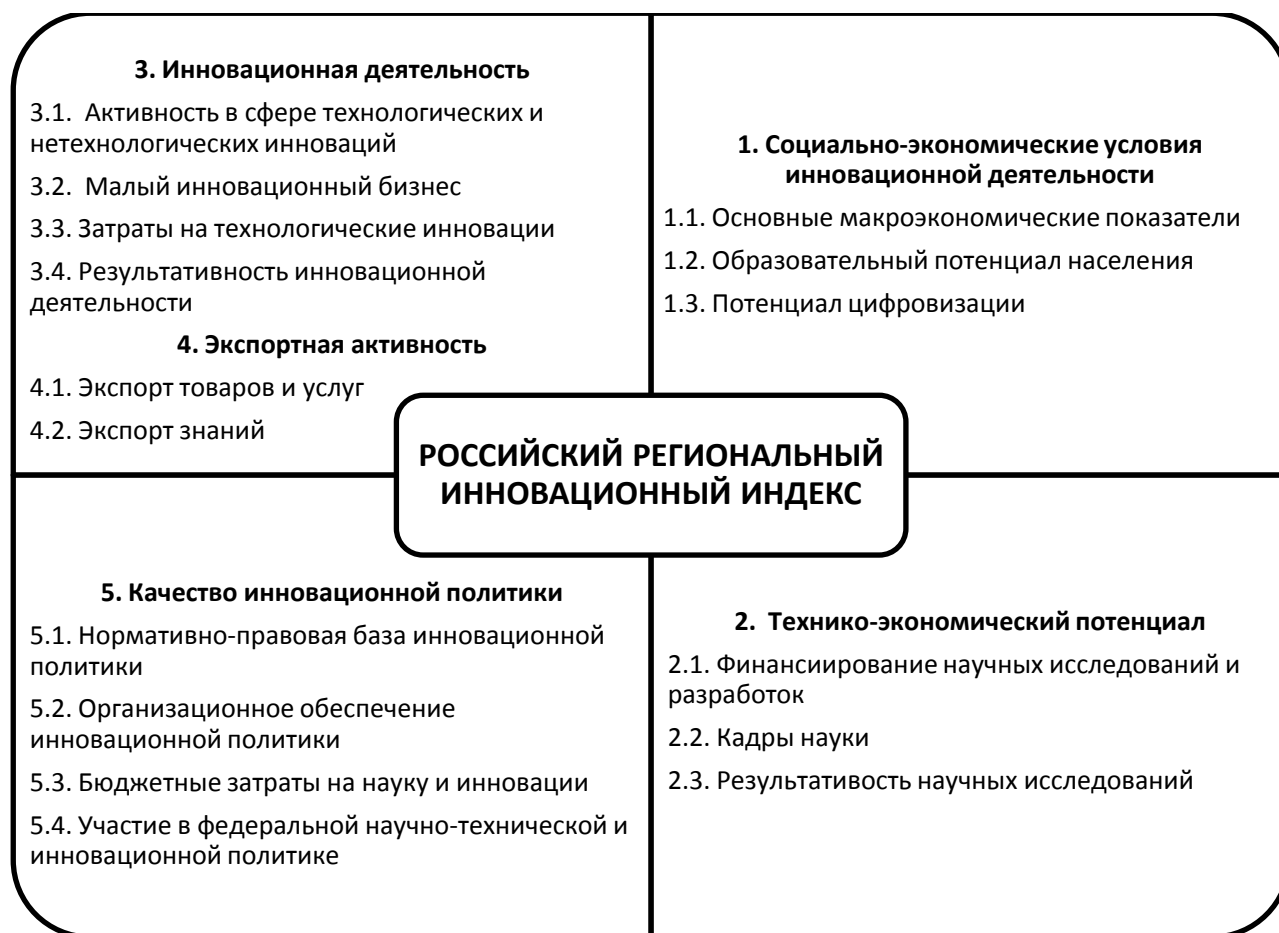 3. Инновационная деятельность
3.1. Активность в сфере технологических и
нетехнологических инноваций
3.2. Малый инновационный бизнес
3.3. Затраты на технологические инновации
3.4. Результативность инновационной
деятельности
4. Экспортная активность
4.1. Экспорт товаров и услуг
4.2. Экспорт знаний
1. Социально-экономические условия
инновационной деятельности
1.1. Основные макроэкономические показатели
1.2. Образовательный потенциал населения
1.3. Потенциал цифровизации
РОССИЙСКИЙ РЕГИОНАЛЬНЫЙ
ИННОВАЦИОННЫЙ ИНДЕКС
5. Качество инновационной политики
5.1. Нормативно-правовая база инновационной
политики
5.2. Организационное обеспечение
инновационной политики
5.3. Бюджетные затраты на науку и инновации
5.4. Участие в федеральной научно-технической и
инновационной политике
2. Технико-экономический потенциал
2.1. Финансиирование научных исследований и
разработок
2.2. Кадры науки
2.3. Результативость научных исследований